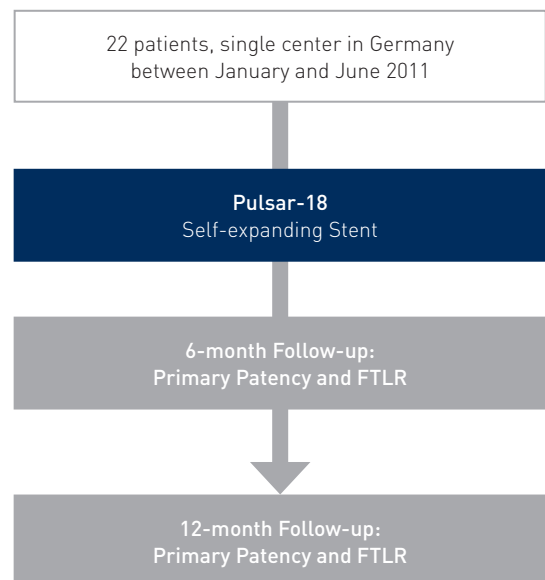 22 patients, single center in Germany
between January and June 2011
Pulsar-18
Self-expanding Stent
6-month Follow-up:
Primary Patency and FTLR
12-month Follow-up:
Primary Patency and FTLR